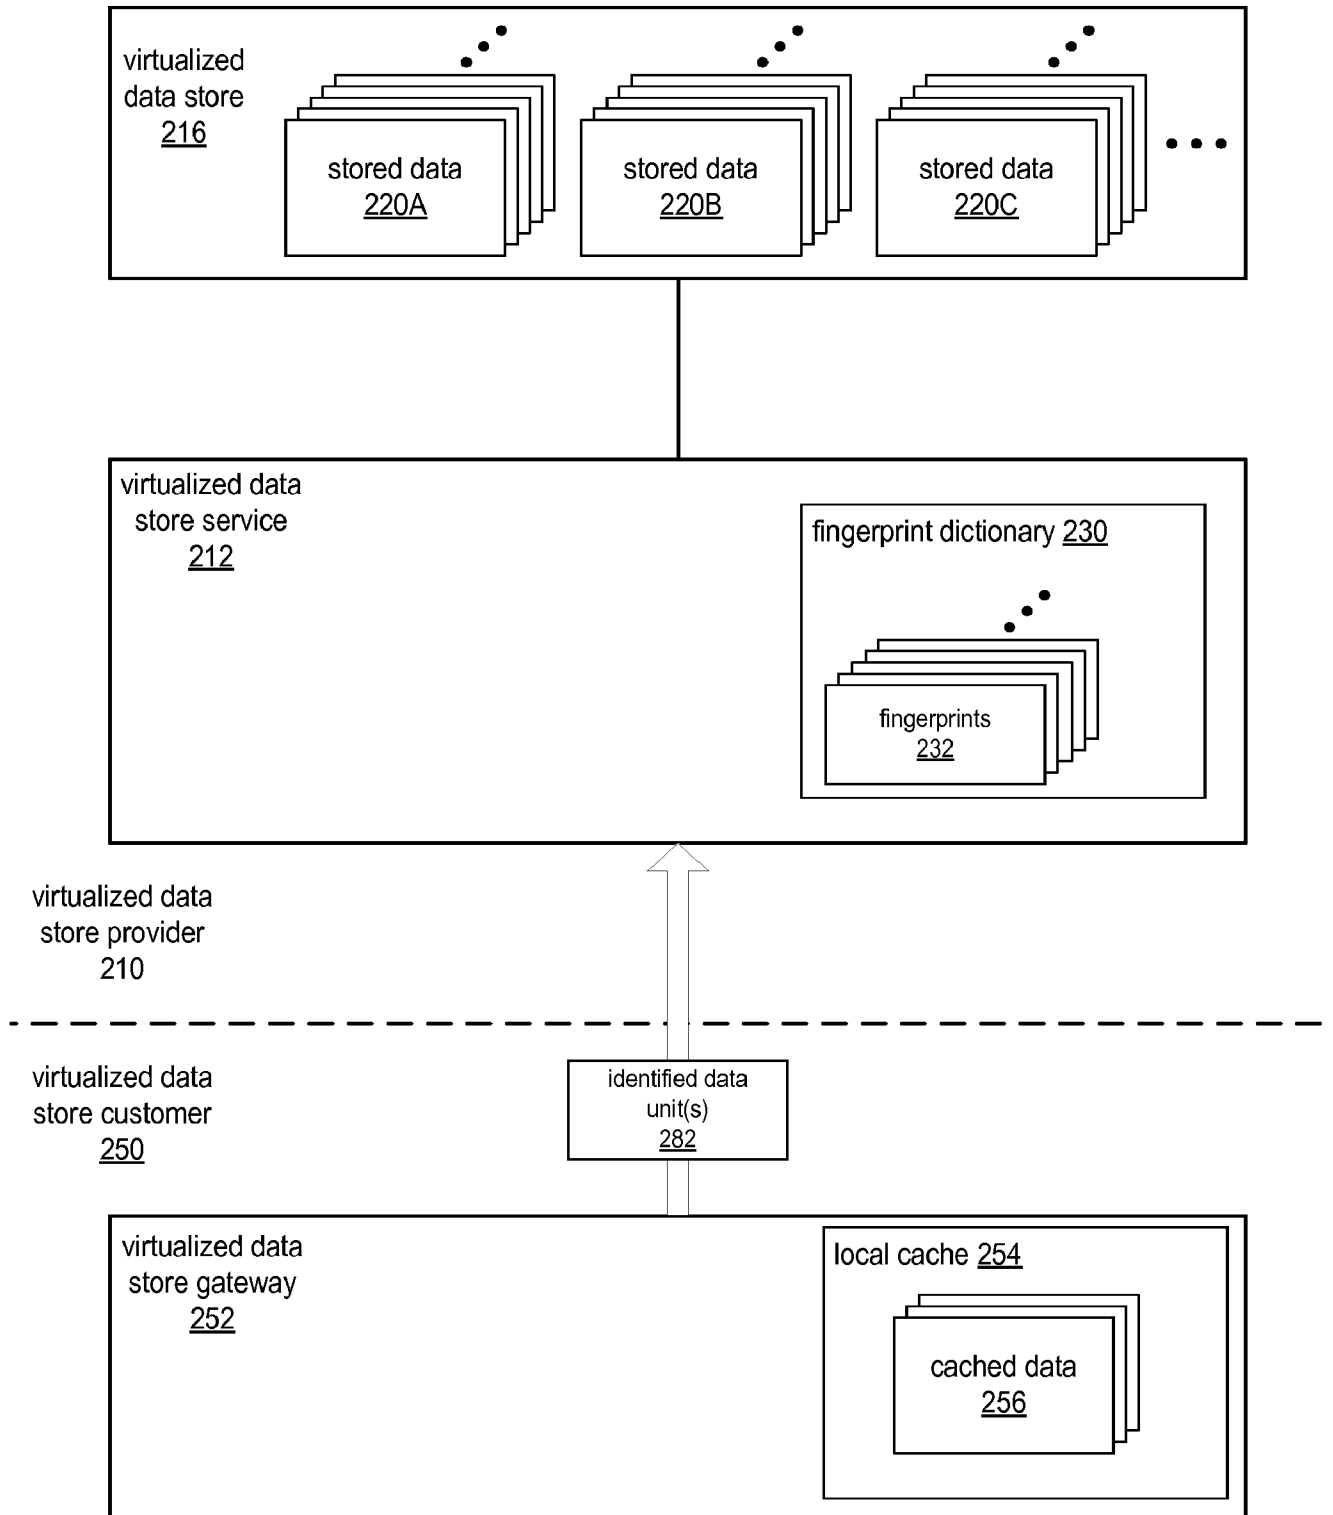 virtualized
data store
216
stored data
220A
stored data
220B
stored data
220C
virtualized data
store service
212
fingerprint dictionary 230
fingerprints
232
virtualized data
store provider
210
virtualized data
store customer
250
identified data
unit(s)
282
virtualized data
store gateway
252
local cache 254
cached data
256